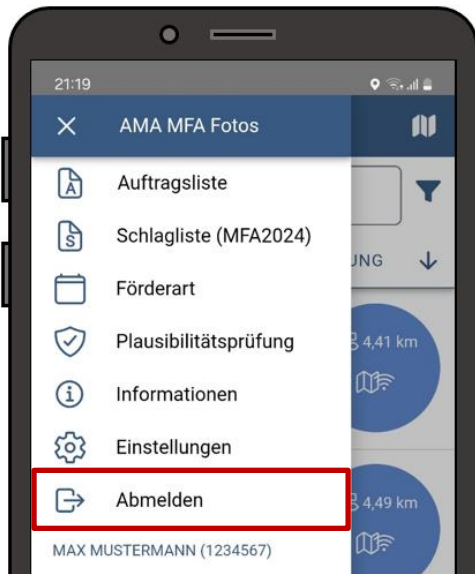 21:19
AMA MFA Fotos
Auftragsliste
Schlagliste (MFA2024)
JNG
Förderart
Plausibilitätsprüfung
4,41 km
Informationen
Einstellungen
Abmelden
4,49 km
MAX MUSTERMANN (1234567)